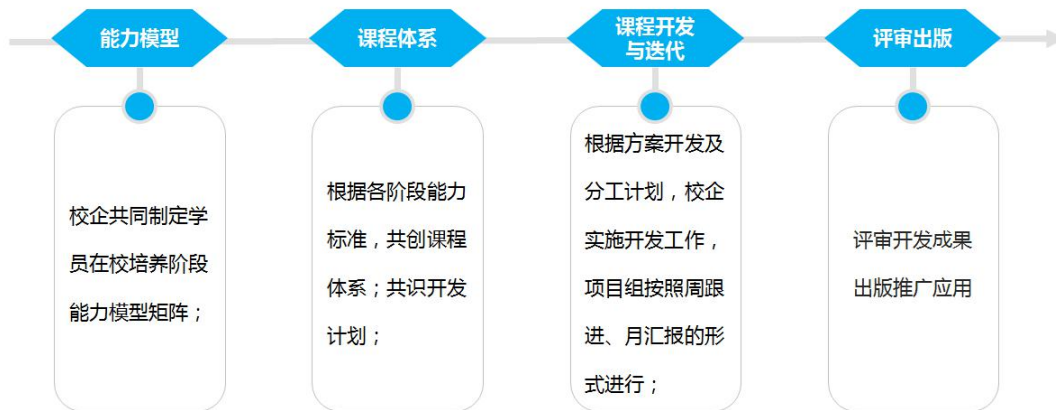 能力模型
校企共同制定学
员在校培养阶段
能力模型矩阵；
课程体系
根据各阶段能力
标准，共创课程
体系；共识开发
计划；
课程开发
与迭代
根据方案开发及
分工计划，校企
实施开发工作，
项目组按照周跟
进、月汇报的形
式进行；
评审出版
评审开发成果
出版推广应用